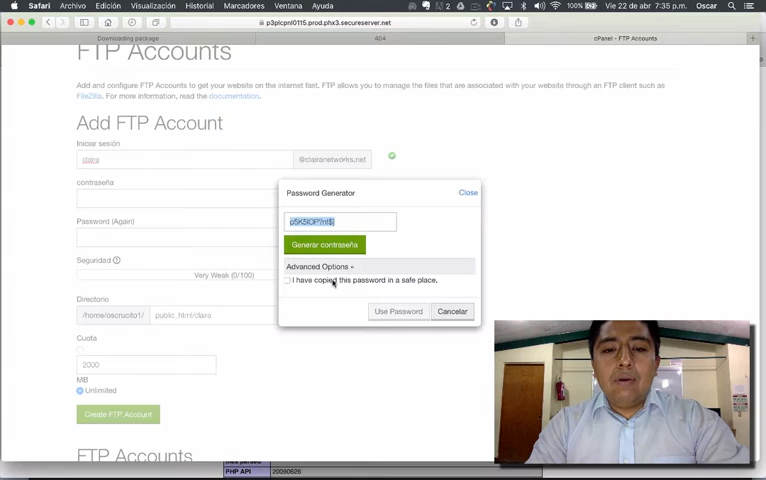 Safari Archivo Edición Visualización Historial Marcadores Ventana Ayuda 2 100% Vie 22 de abr 7:35 p.m. Oscar
p3plcpnl0115.prod.phx3.secureserver.net
Downloading package 404 cPanel - FTP Accounts
FTP Accounts
Add and configure FTP Accounts to get your website on the internet fast. FTP allows you to manage the files that are associated with your website through an FTP client such as
FileZilla. For more information, read the documentation.
Add FTP Account
Iniciar sesión
clara @clairanetworks.net
contraseña
Password (Again)
Seguridad
Very Weak (0/100)
Directorio
/home/oscrucito1/ public_html/clara
Cuota
2000
MB
Unlimited
Create FTP Account
FTP Accounts
Password Generator Close
Generar contraseña
Advanced Options »
I have copied this password in a safe place.
Use Password Cancelar
PHP API 20090626